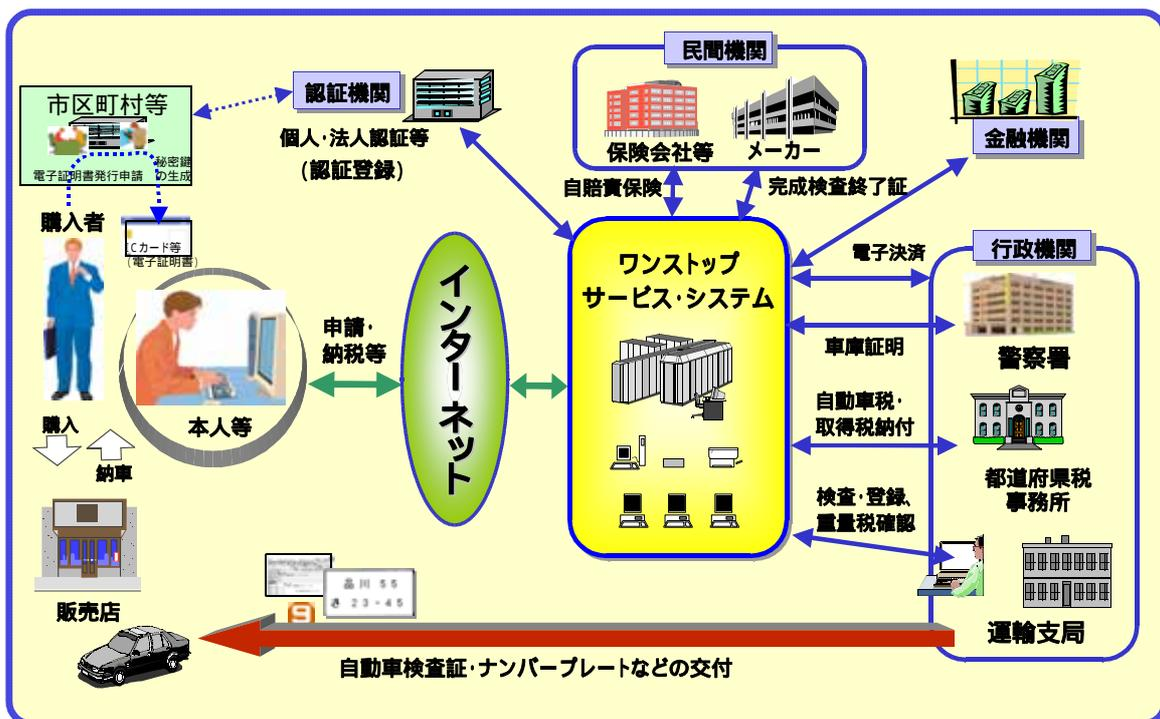 民間機関
認証機関
市区町村等
秘密鍵
の生成
電子証明書発行申請
個人・法人認証等
(認証登録)
保険会社等
メーカー
金融機関
自賠責保険
完成検査終了証
購入者
ICカード等
(電子証明書)
ワンストップ
サービス・システム
電子決済
行政機関
インターネット
申請・
納税等
車庫証明
警察署
本人等
購入
納車
自動車税・
取得税納付
都道府県税
事務所
検査・登録、
重量税確認
品川 55
23-45
9
販売店
運輸支局
自動車検査証・ナンバープレートなどの交付